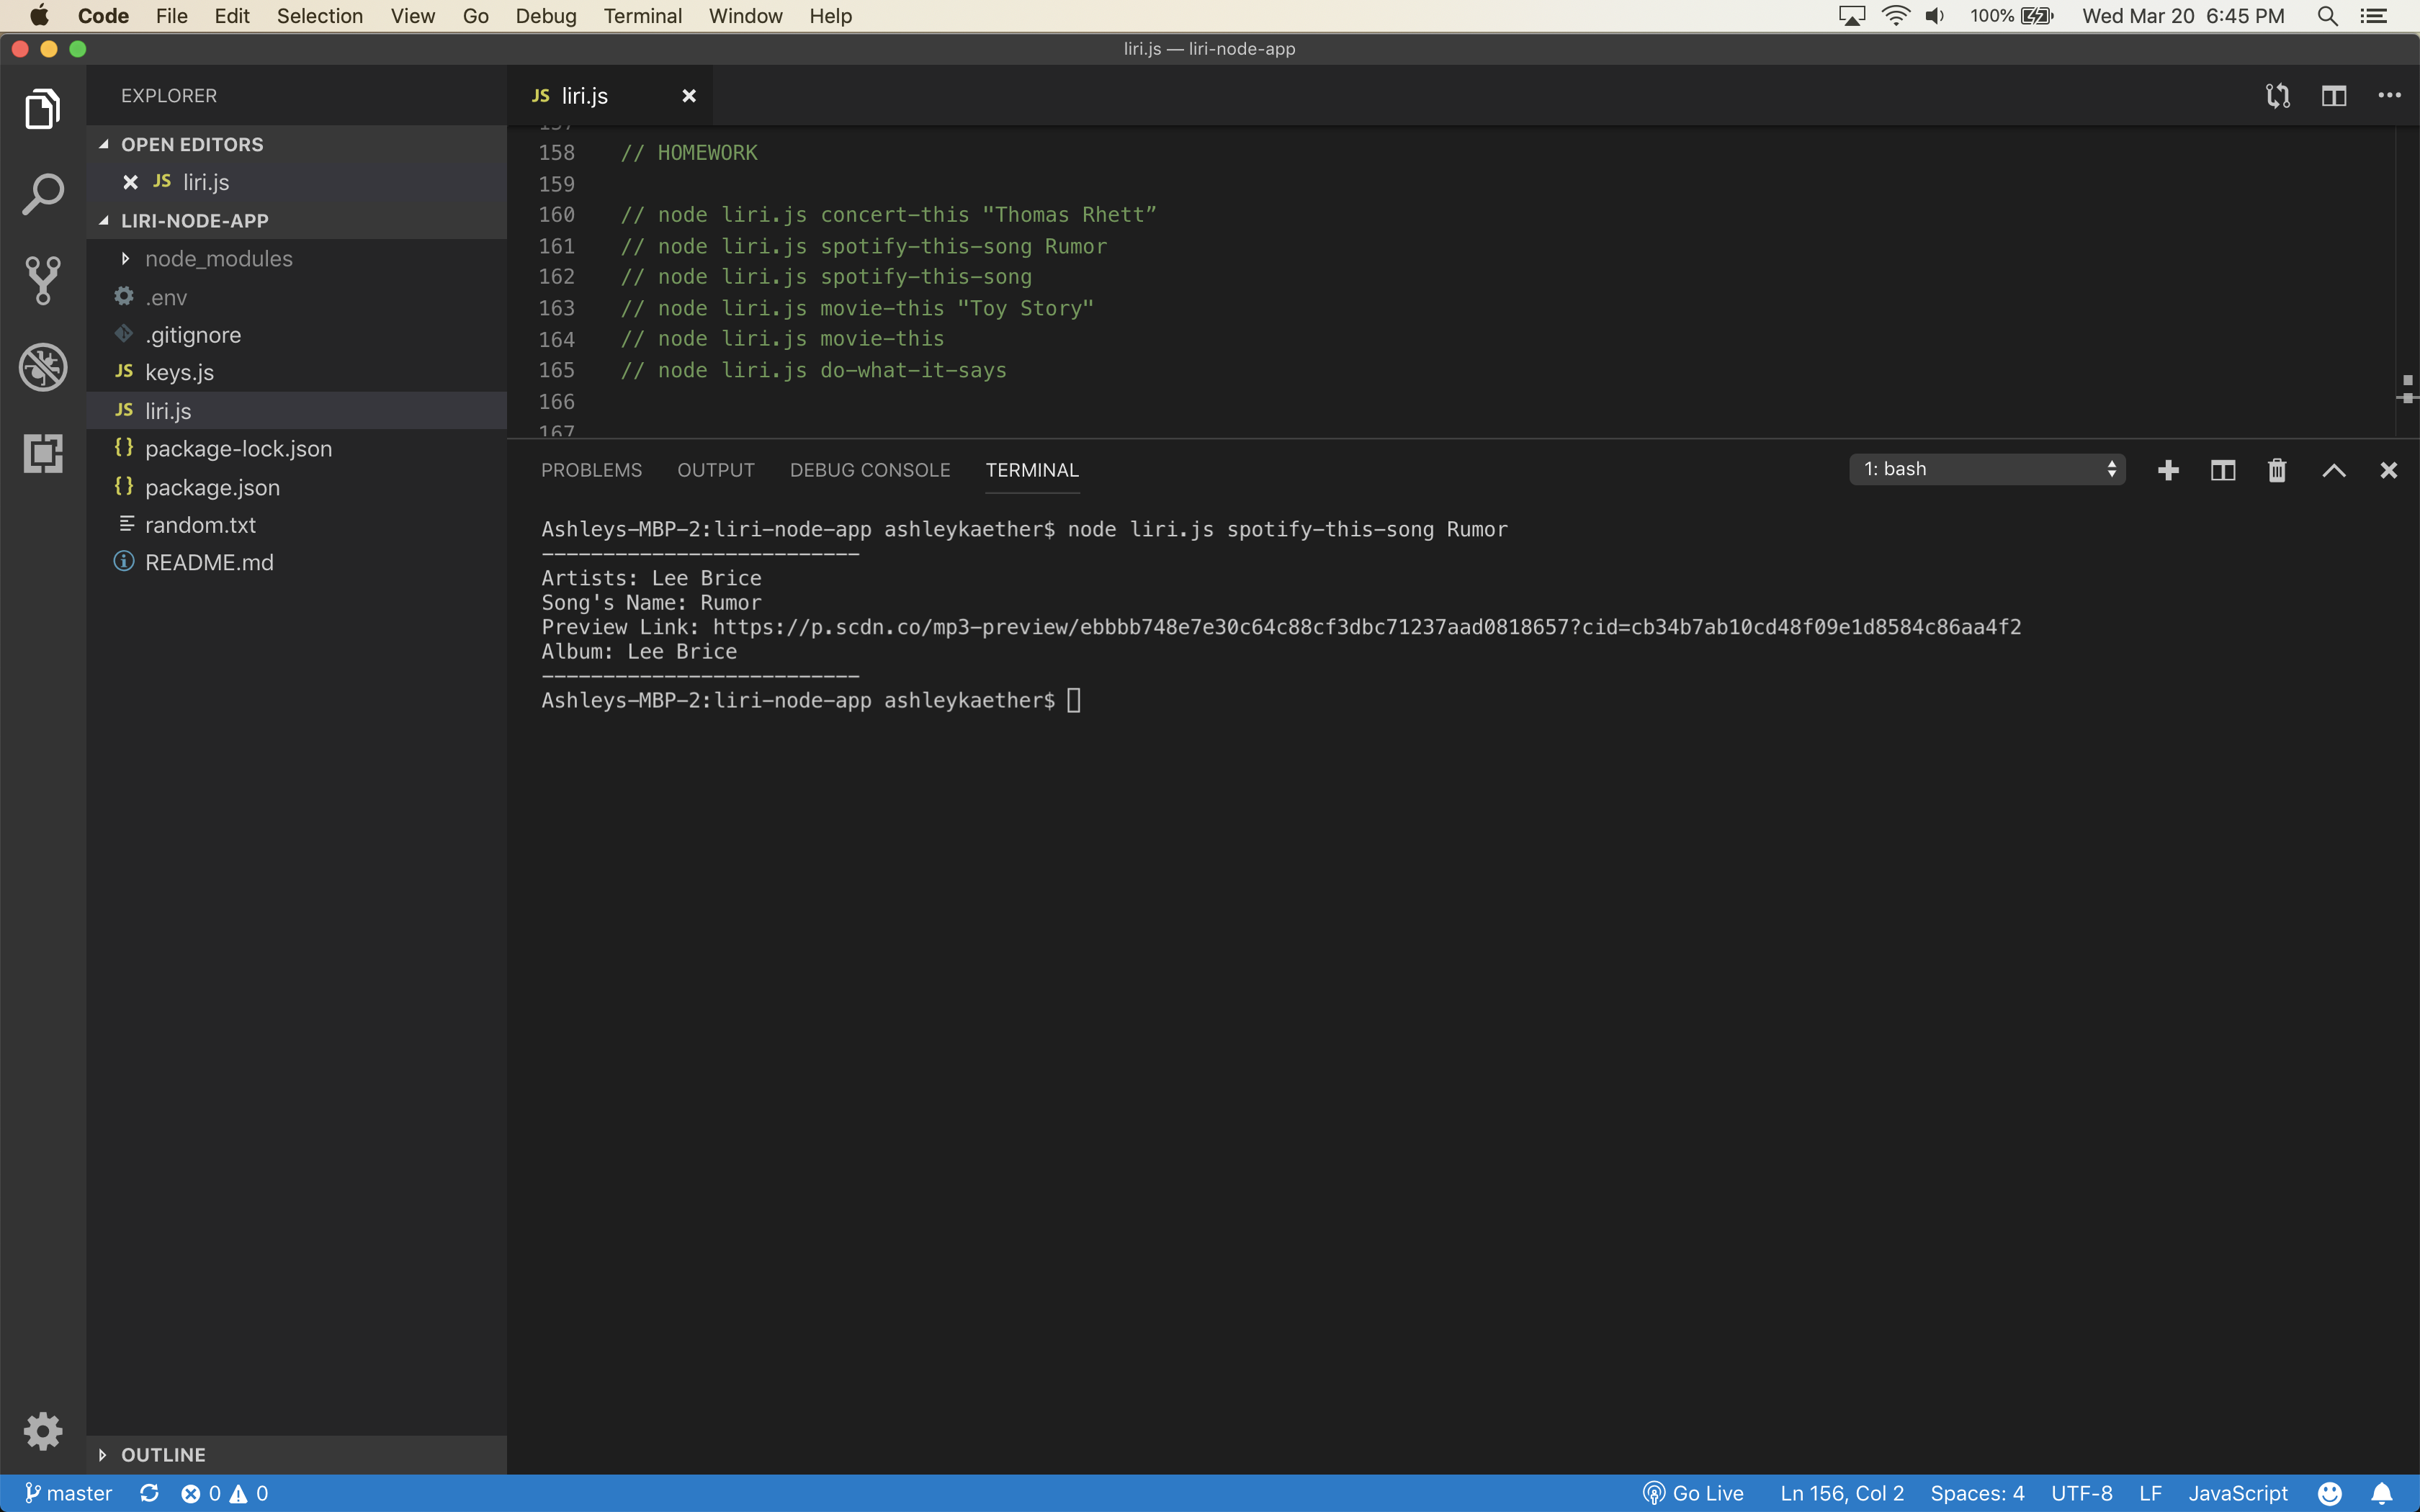 Code File Edit Selection View Go Debug Terminal Window Help 100% Wed Mar 20 6:45 PM
liri.js — liri-node-app
EXPLORER
OPEN EDITORS
JS liri.js
LIRI-NODE-APP
node_modules
.env
.gitignore
JS keys.js
JS liri.js
{} package-lock.json
{} package.json
random.txt
README.md
OUTLINE
JS liri.js
157
158 // HOMEWORK
159
160 // node liri.js concert-this "Thomas Rhett”
161 // node liri.js spotify-this-song Rumor
162 // node liri.js spotify-this-song
163 // node liri.js movie-this "Toy Story"
164 // node liri.js movie-this
165 // node liri.js do-what-it-says
166
167
PROBLEMS OUTPUT DEBUG CONSOLE TERMINAL 1: bash
Ashleys-MBP-2:liri-node-app ashleykaether$ node liri.js spotify-this-song Rumor
--------------------------
Artists: Lee Brice
Song's Name: Rumor
Preview Link: https://p.scdn.co/mp3-preview/ebbbb748e7e30c64c88cf3dbc71237aad0818657?cid=cb34b7ab10cd48f09e1d8584c86aa4f2
Album: Lee Brice
--------------------------
Ashleys-MBP-2:liri-node-app ashleykaether$
master 0 0 Go Live Ln 156, Col 2 Spaces: 4 UTF-8 LF JavaScript